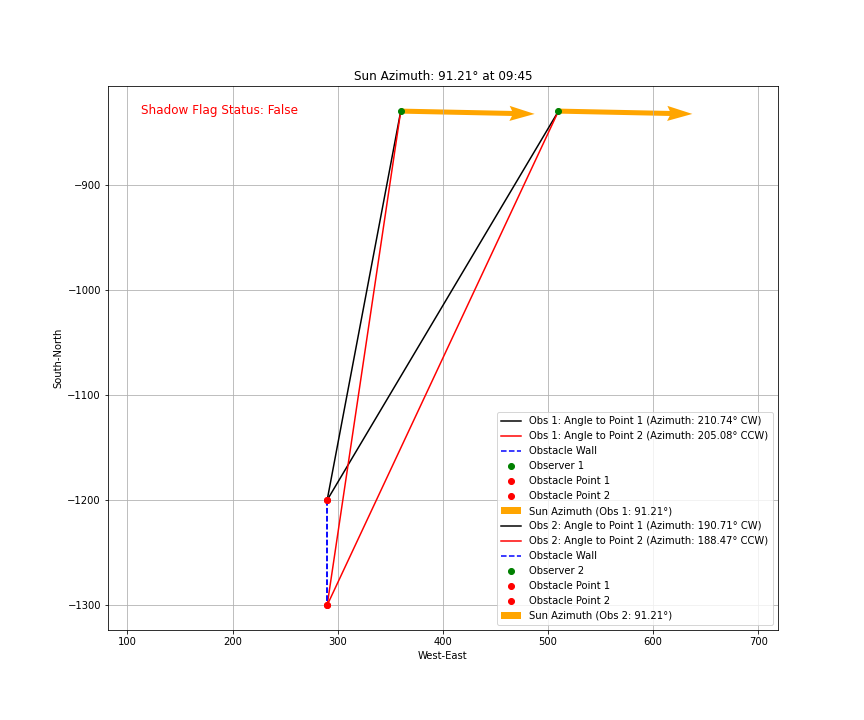 Sun Azimuth: 91.21° at 09:45
Shadow Flag Status: False
−900
−1000
−1100
−1200
−1300
South-North
Obs 1: Angle to Point 1 (Azimuth: 210.74° CW)
Obs 1: Angle to Point 2 (Azimuth: 205.08° CCW)
Obstacle Wall
Observer 1
Obstacle Point 1
Obstacle Point 2
Sun Azimuth (Obs 1: 91.21°)
Obs 2: Angle to Point 1 (Azimuth: 190.71° CW)
Obs 2: Angle to Point 2 (Azimuth: 188.47° CCW)
Obstacle Wall
Observer 2
Obstacle Point 1
Obstacle Point 2
Sun Azimuth (Obs 2: 91.21°)
100 200 300 400 500 600 700
West-East